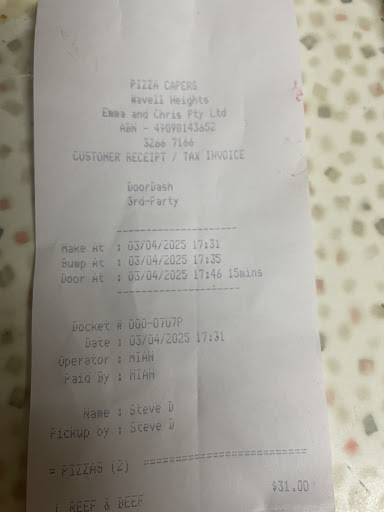 PIZZA CAPERS
Wavell Heights
Emma and Chris Pty Ltd
ABN - 49098143652
3266 7166
CUSTOMER RECEIPT / TAX INVOICE
DoorDash
3rd-Party
--------------------
Make At : 03/04/2025 17:31
Bump At : 03/04/2025 17:35
Door At : 03/04/2025 17:46 15mins
--------------------
Docket # DOD-0707P
Date : 03/04/2025 17:31
Operator : MIAH
Paid By : MIAH
Name : Steve D
Pickup by : Steve D
= PIZZAS (2) ==========================
$31.00
& BEEF